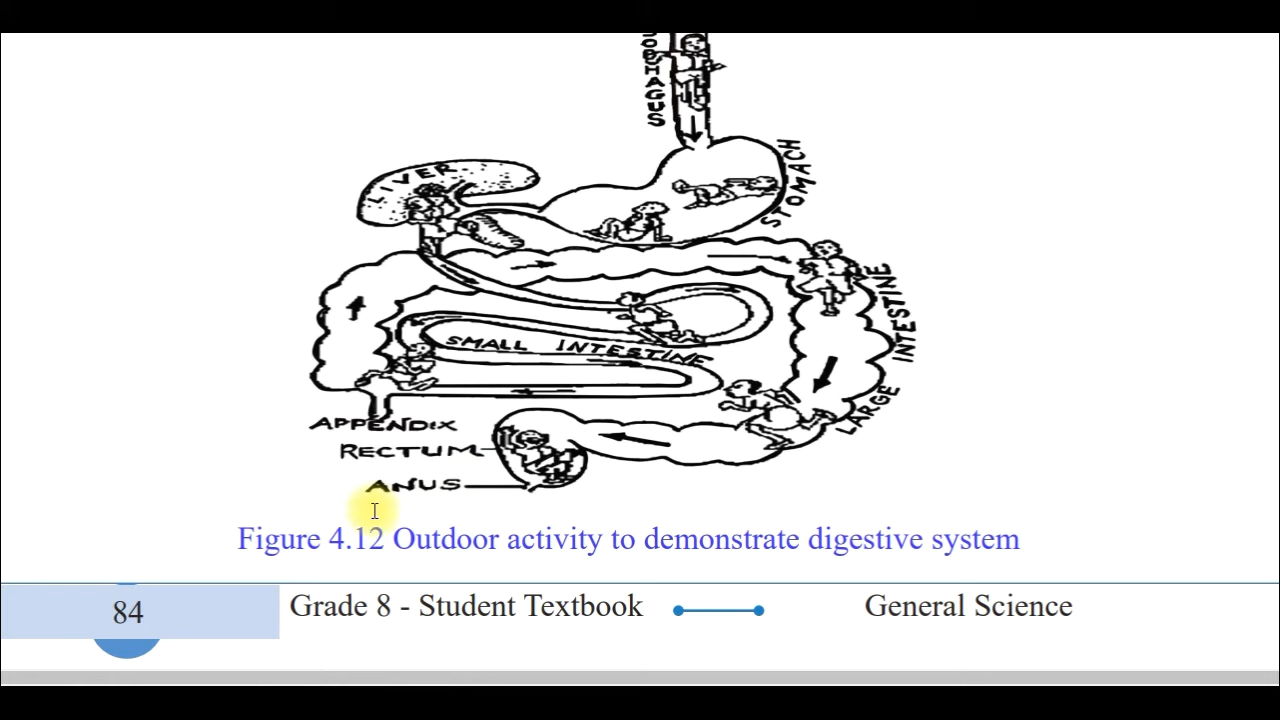 OPHAGUS
STOMACH
LIVER
LARGE INTESTINE
SMALL INTESTINE
APPENDIX
RECTUM
ANUS
Figure 4.12 Outdoor activity to demonstrate digestive system
84 Grade 8 - Student Textbook General Science